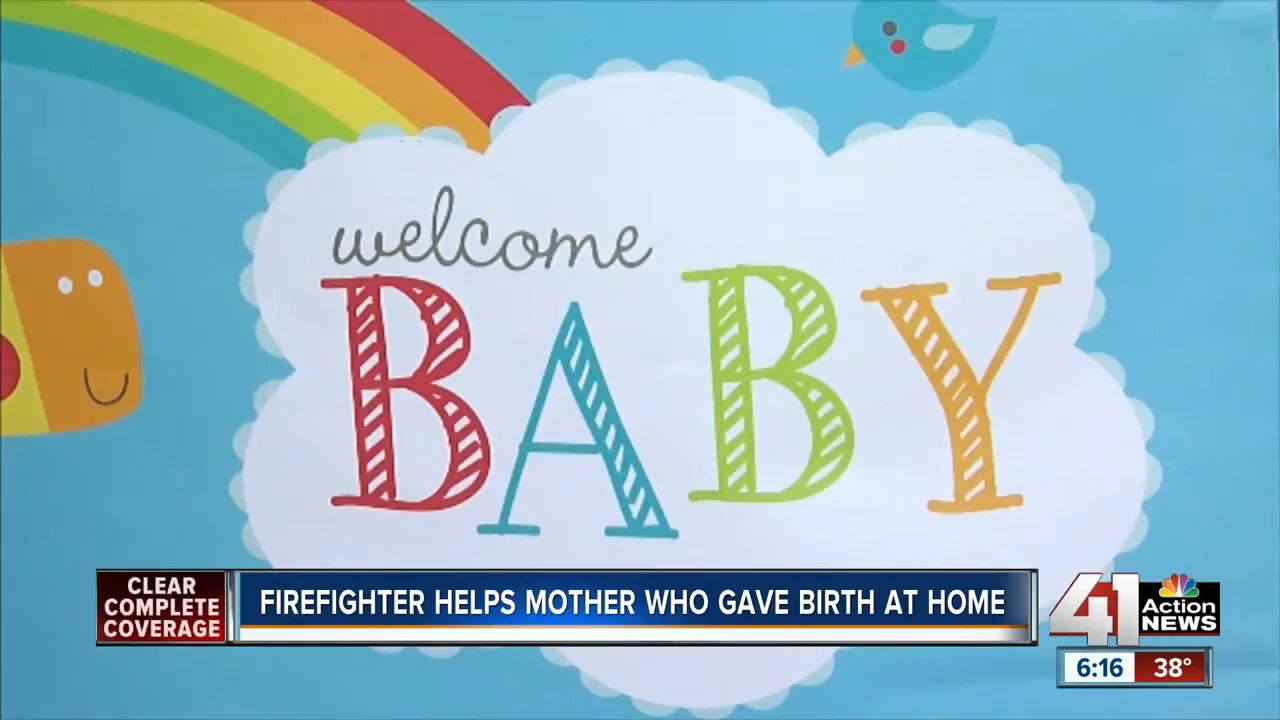 welcome
BABY
CLEAR
COMPLETE
COVERAGE
FIREFIGHTER HELPS MOTHER WHO GAVE BIRTH AT HOME
41
Action
NEWS
6:16 38°